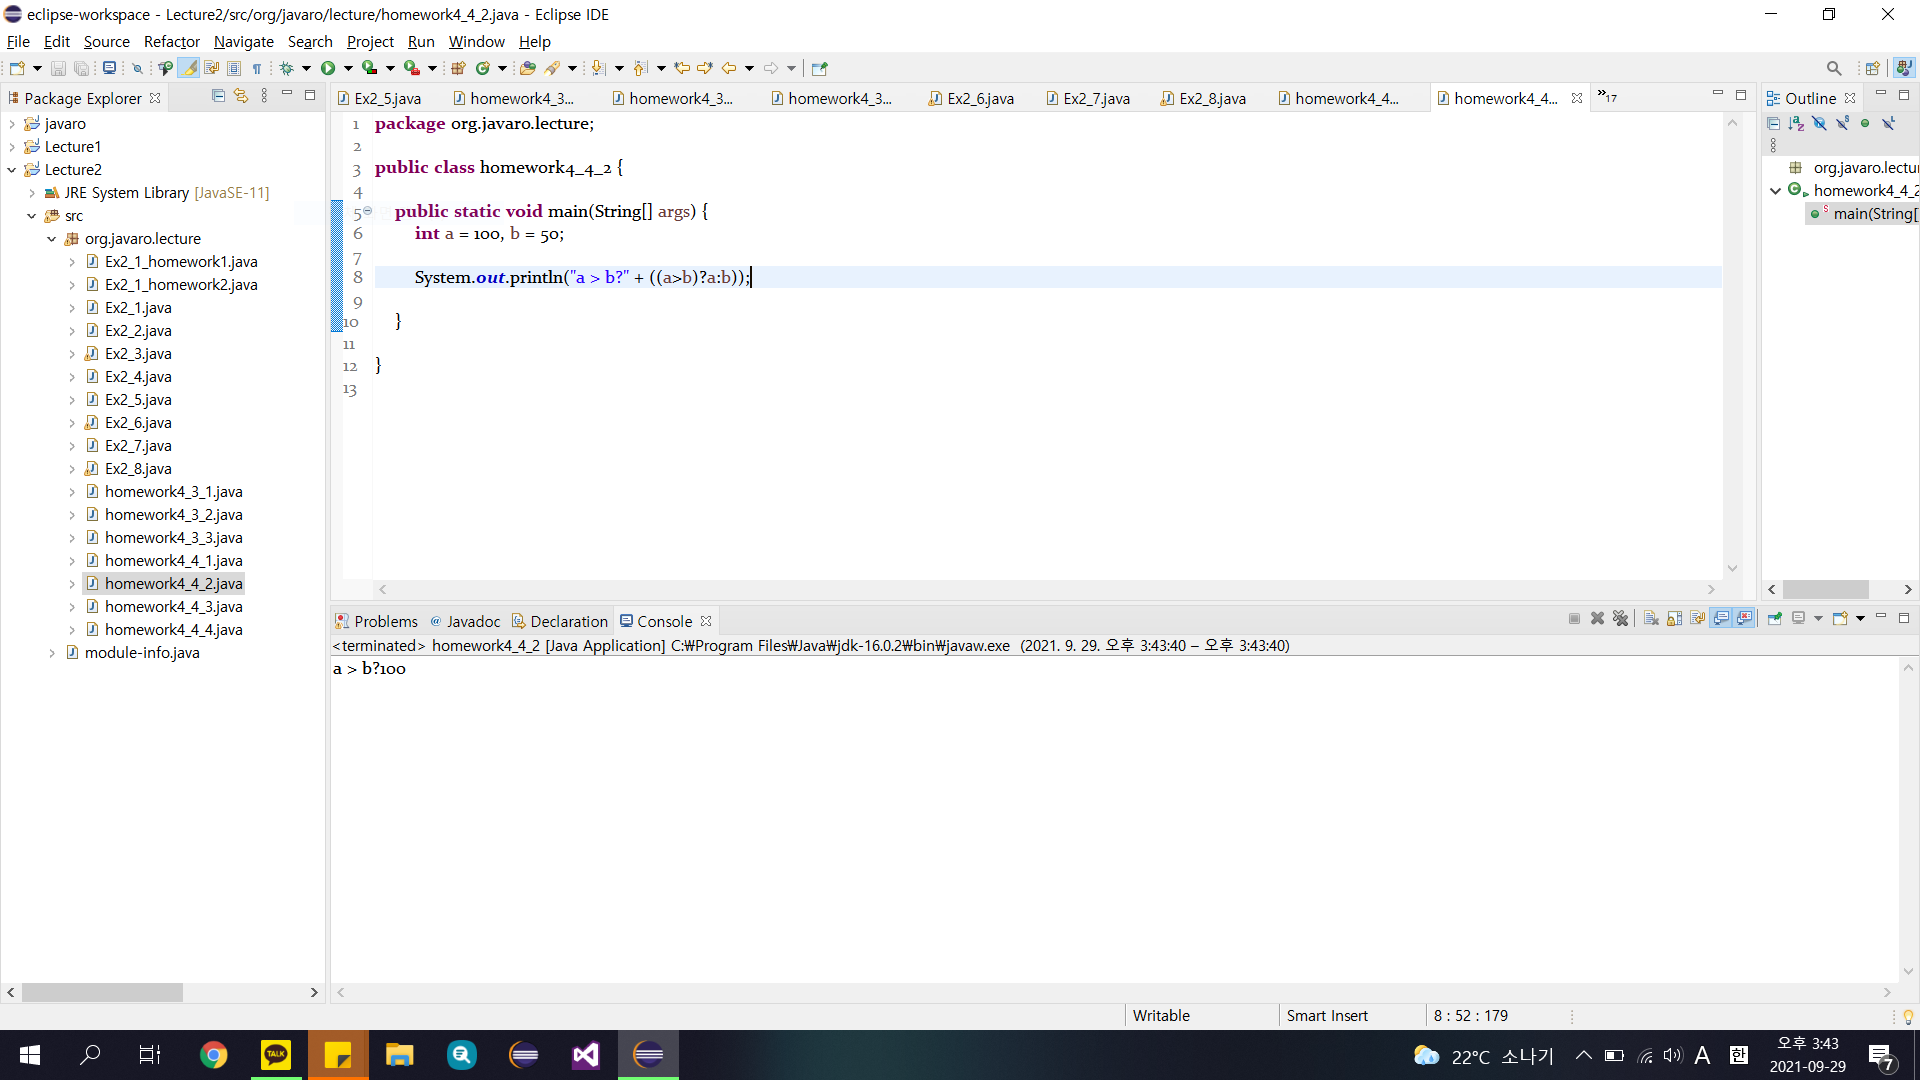 eclipse-workspace - Lecture2/src/org/javaro/lecture/homework4_4_2.java - Eclipse IDE
File Edit Source Refactor Navigate Search Project Run Window Help
Package Explorer
javaro
Lecture1
Lecture2
JRE System Library [JavaSE-11]
src
org.javaro.lecture
Ex2_1_homework1.java
Ex2_1_homework2.java
Ex2_1.java
Ex2_2.java
Ex2_3.java
Ex2_4.java
Ex2_5.java
Ex2_6.java
Ex2_7.java
Ex2_8.java
homework4_3_1.java
homework4_3_2.java
homework4_3_3.java
homework4_4_1.java
homework4_4_2.java
homework4_4_3.java
homework4_4_4.java
module-info.java
Ex2_5.java homework4_3... homework4_3... homework4_3... Ex2_6.java Ex2_7.java Ex2_8.java homework4_4... homework4_4... »17
1 package org.javaro.lecture;
2
3 public class homework4_4_2 {
4
5 public static void main(String[] args) {
6 int a = 100, b = 50;
7
8 System.out.println("a > b?" + ((a>b)?a:b));
9
10 }
11
12 }
13
Outline
org.javaro.lectu
homework4_4_2
main(String[
Problems @ Javadoc Declaration Console
<terminated> homework4_4_2 [Java Application] C:₩Program Files₩Java₩jdk-16.0.2₩bin₩javaw.exe (2021. 9. 29. 오후 3:43:40 – 오후 3:43:40)
a > b?100
Writable Smart Insert 8 : 52 : 179
TALK
22°C 소나기 A 한 오후 3:43
2021-09-29
7